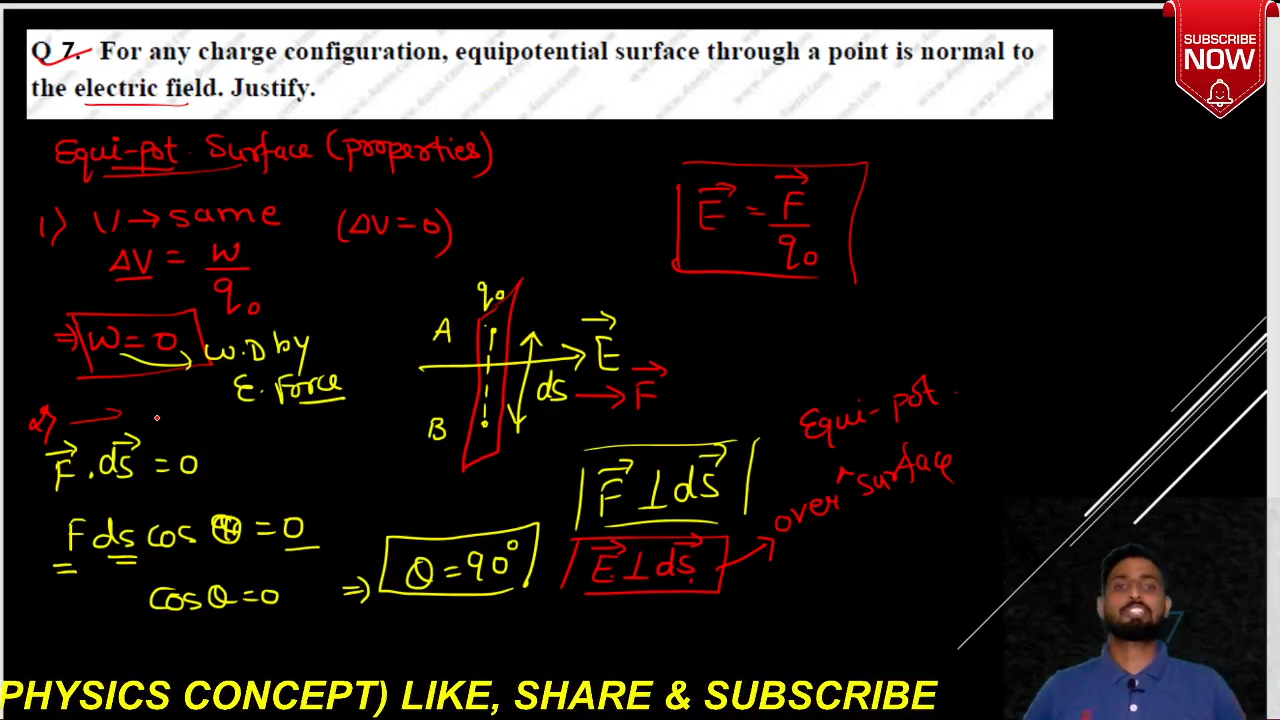 Q 7. For any charge configuration, equipotential surface through a point is normal to
the electric field. Justify.
SUBSCRIBE
NOW
Equi-pot. Surface (properties)
1) V → same (ΔV = 0)
ΔV = W / q₀
⇒ W = 0 → W.D by
E. Force
2) →
F⃗ . ds⃗ = 0
F ds cos θ = 0
cos θ = 0 ⇒ θ = 90°
E⃗ = F⃗ / q₀
q₀
A
E⃗
ds → F⃗
B
F⃗ ⊥ ds⃗
E⃗ ⊥ ds⃗ → over ^ surface
Equi-pot.
PHYSICS CONCEPT) LIKE, SHARE & SUBSCRIBE